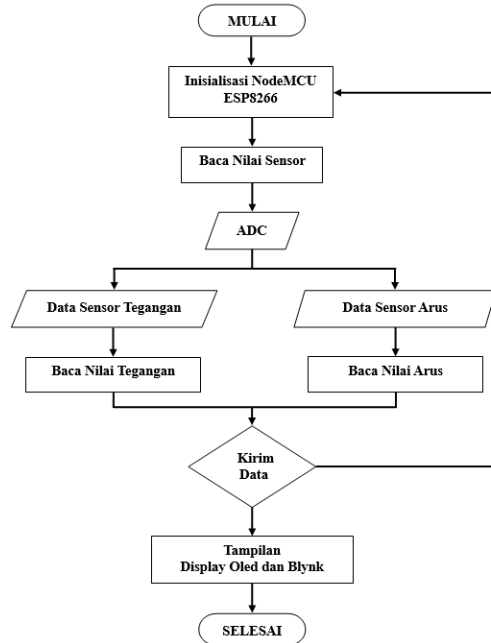 MULAI
Inisialisasi NodeMCU
ESP8266
Baca Nilai Sensor
ADC
Data Sensor Tegangan
Data Sensor Arus
Baca Nilai Tegangan
Baca Nilai Arus
Kirim
Data
Tampilan
Display Oled dan Blynk
SELESAI